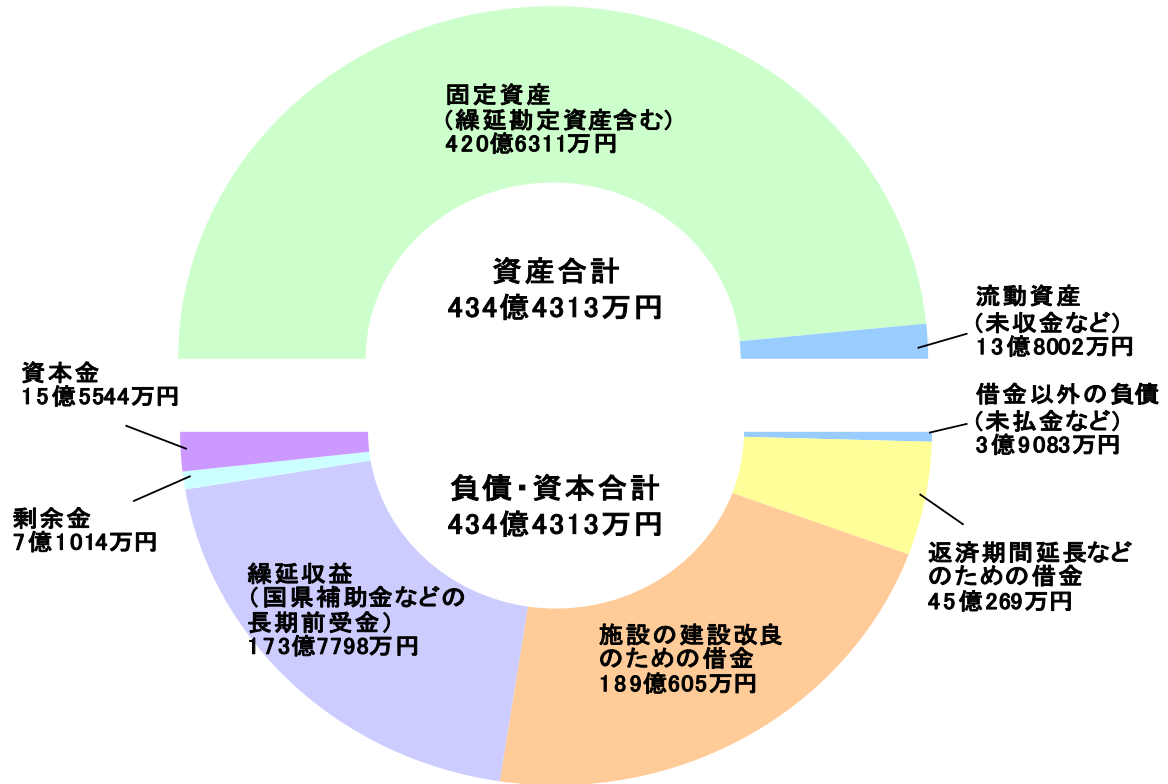 固定資産
(繰延勘定資産含む)
420億6311万円
資産合計
434億4313万円
流動資産
(未収金など)
13億8002万円
資本金
15億5544万円
借金以外の負債
(未払金など)
3億9083万円
負債・資本合計
434億4313万円
剰余金
7億1014万円
返済期間延長など
のための借金
45億269万円
繰延収益
(国県補助金などの
長期前受金)
173億7798万円
施設の建設改良
のための借金
189億605万円